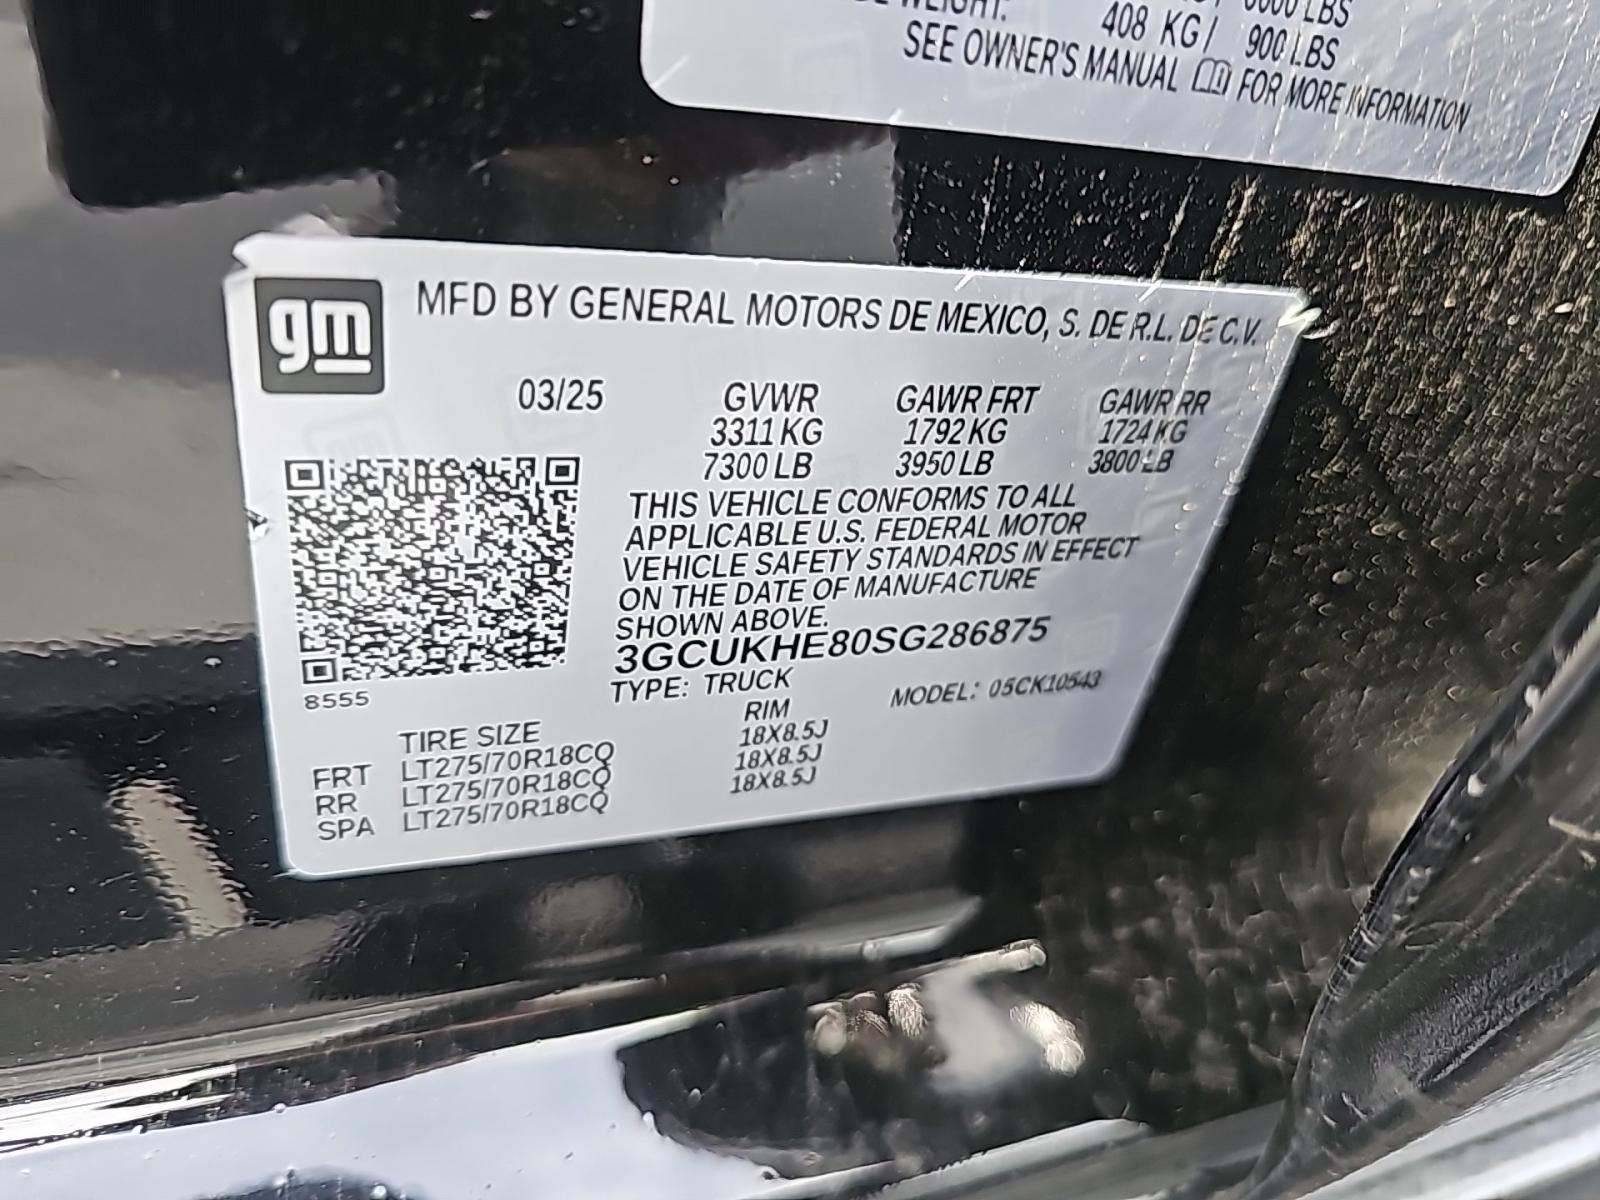 408 KG/ 900 LBS
SEE OWNER'S MANUAL FOR MORE INFORMATION
gm
MFD BY GENERAL MOTORS DE MEXICO, S. DE R.L. DE C.V.
03/25 GVWR GAWR FRT GAWR RR
3311 KG 1792 KG 1724 KG
7300 LB 3950 LB 3800 LB
THIS VEHICLE CONFORMS TO ALL
APPLICABLE U.S. FEDERAL MOTOR
VEHICLE SAFETY STANDARDS IN EFFECT
ON THE DATE OF MANUFACTURE
SHOWN ABOVE.
3GCUKHE80SG286875
8555 TYPE: TRUCK MODEL: 05CK10543
TIRE SIZE RIM
FRT LT275/70R18CQ 18X8.5J
RR LT275/70R18CQ 18X8.5J
SPA LT275/70R18CQ 18X8.5J